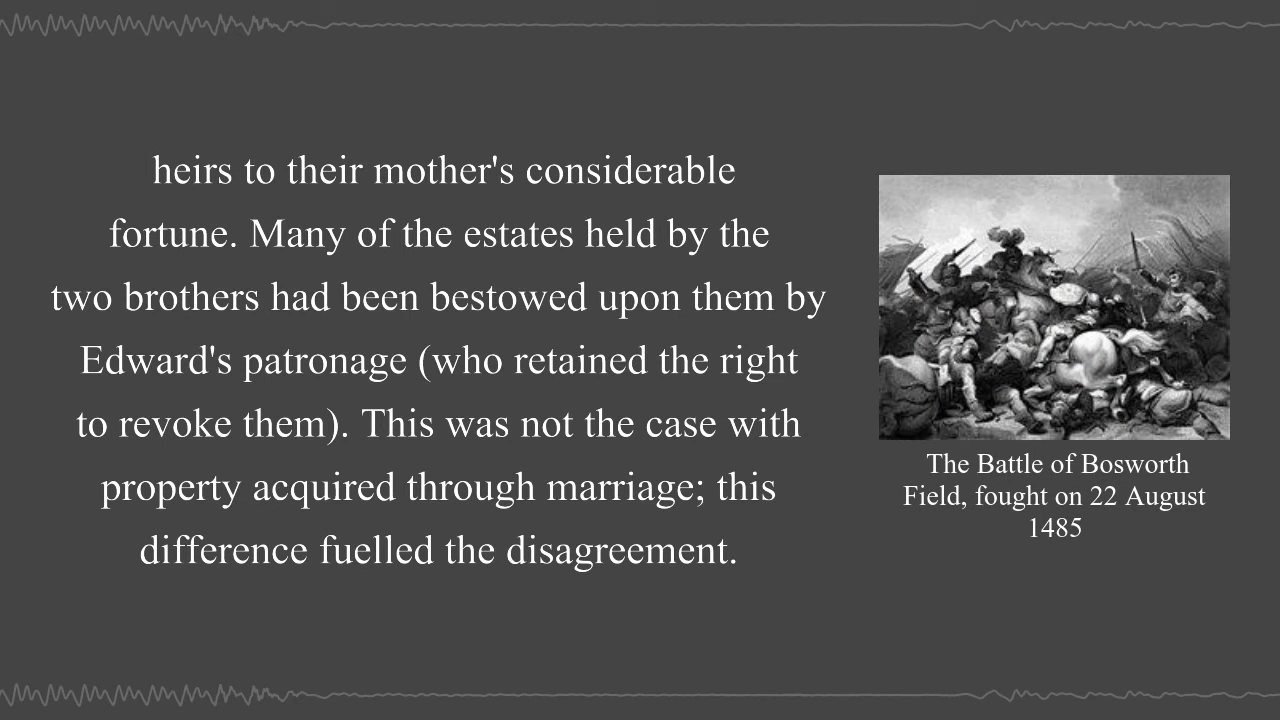 heirs to their mother's considerable
fortune. Many of the estates held by the
two brothers had been bestowed upon them by
Edward's patronage (who retained the right
to revoke them). This was not the case with
property acquired through marriage; this
difference fuelled the disagreement.
The Battle of Bosworth
Field, fought on 22 August
1485